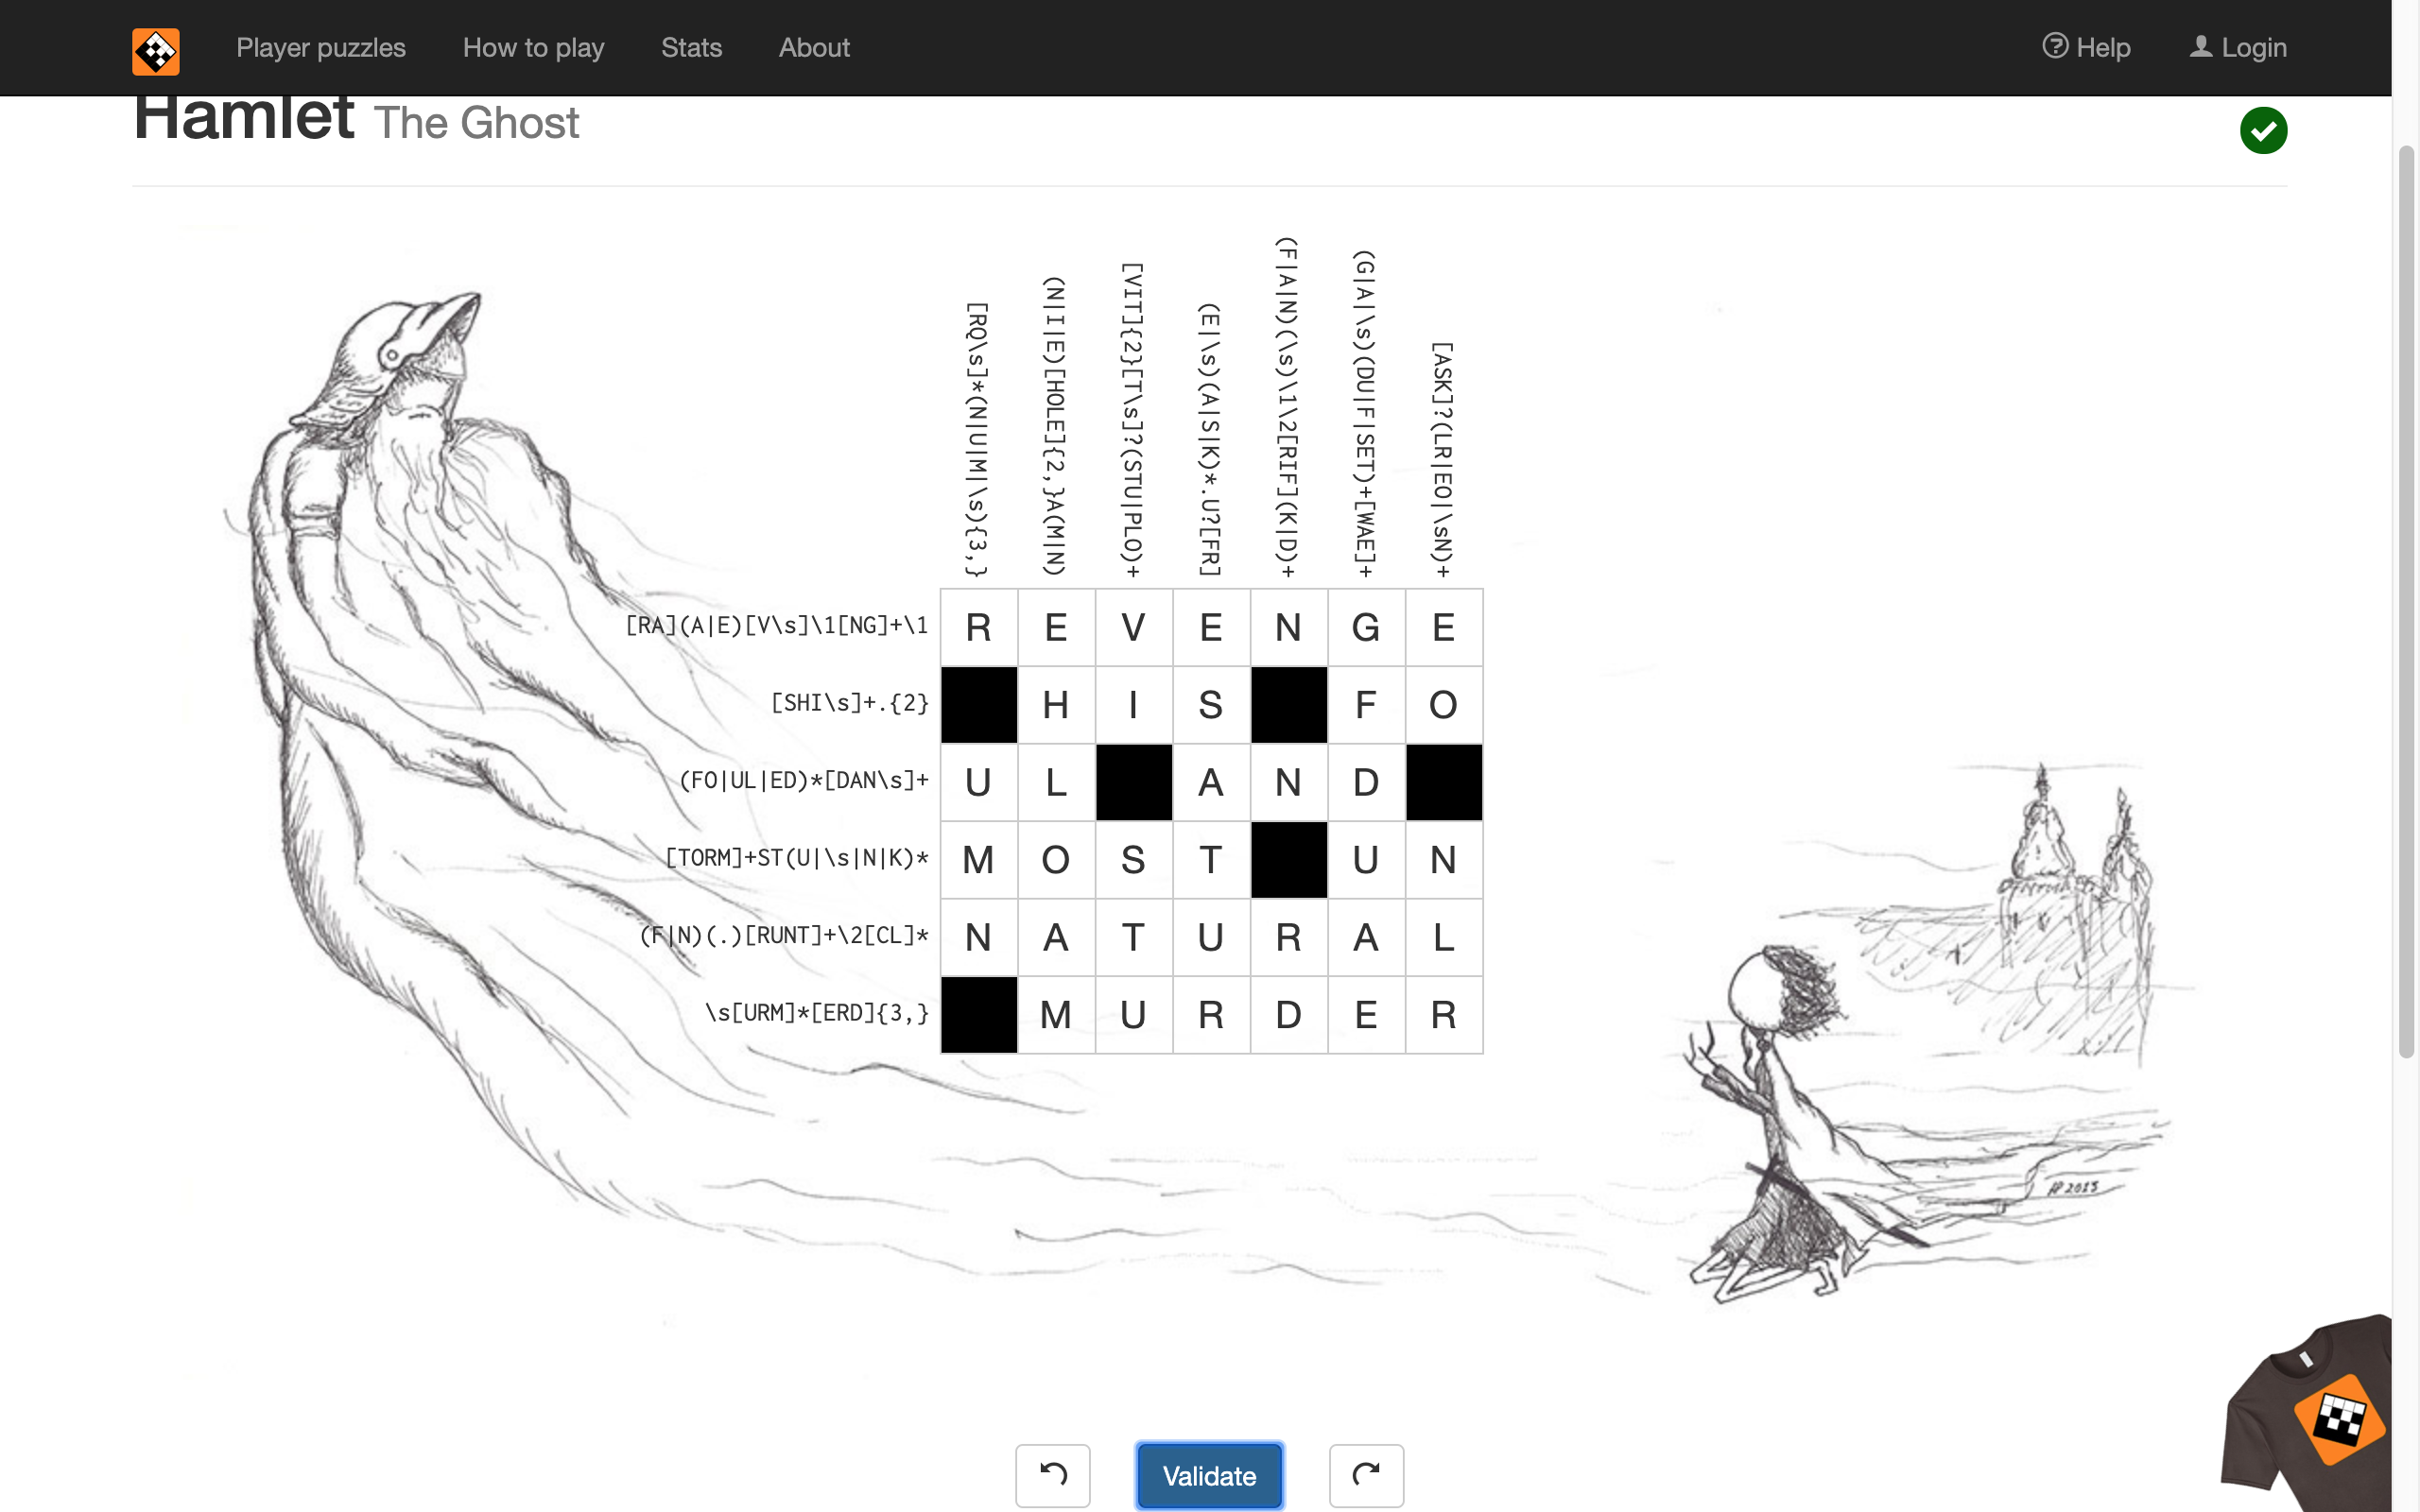 Player puzzles How to play Stats About Help Login
Hamlet The Ghost
[RQ\s]*(N|U|M|\s){3,}
(N|I|E)[HOLE]{2,}A(M|N)
[VIT]{2}[T\s]?(STU|PLO)+
(E|\s)(A|S|K)*.U?[FR]
(F|A|N)(\s)\1\2[RIF](K|D)+
(G|A|\s)(DU|F|SET)+[WAE]+
[ASK]?(LR|EO|\sN)+
[RA](A|E)[V\s]\1[NG]+\1 R E V E N G E
[SHI\s]+.{2} H I S F O
(FO|UL|ED)*[DAN\s]+ U L A N D
[TORM]+ST(U|\s|N|K)* M O S T U N
(F|N)(.)[RUNT]+\2[CL]* N A T U R A L
\s[URM]*[ERD]{3,} M U R D E R
2013
Validate